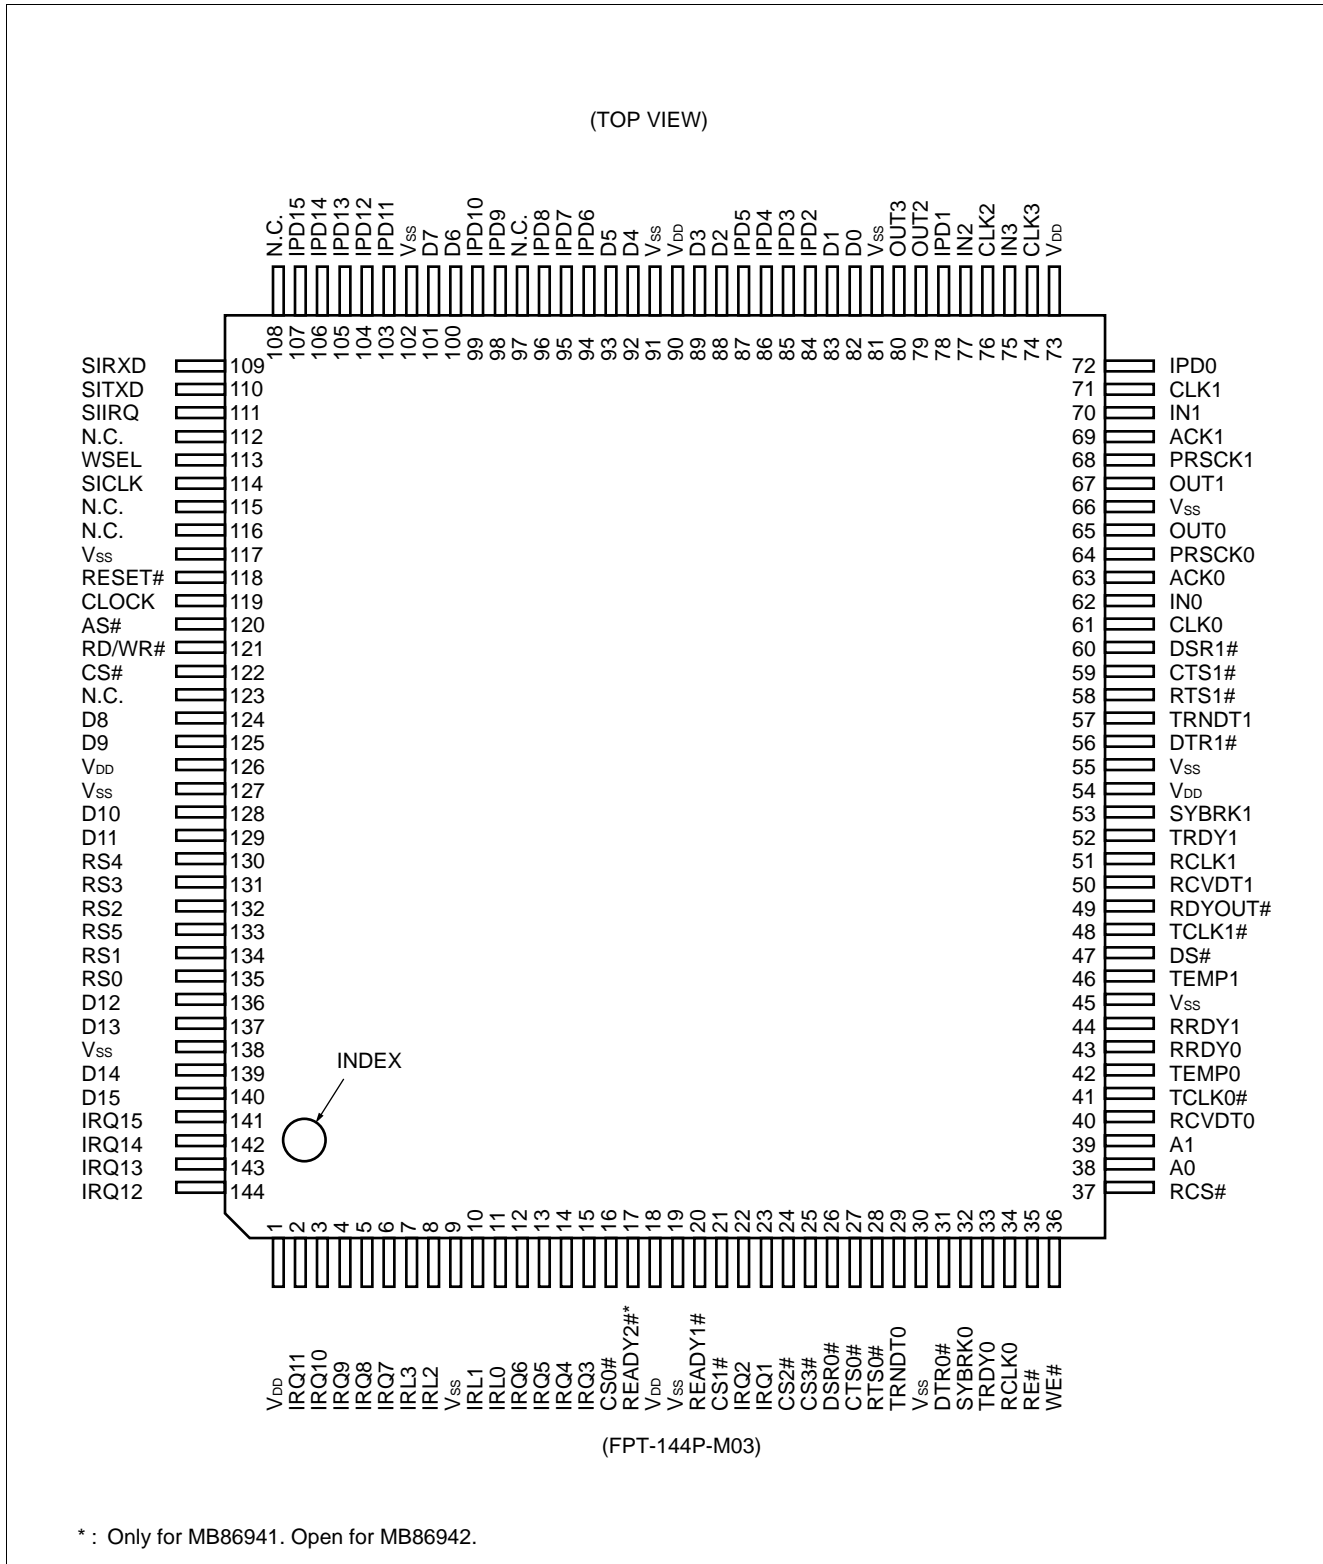 (TOP VIEW)
N.C.
IPD15
IPD14
IPD13
IPD12
IPD11
VSS
D7
D6
IPD10
IPD9
N.C.
IPD8
IPD7
IPD6
D5
D4
VSS
VDD
D3
D2
IPD5
IPD4
IPD3
IPD2
D1
D0
VSS
OUT3
OUT2
IPD1
IN2
CLK2
IN3
CLK3
VDD
108
107
106
105
104
103
102
101
100
99
98
97
96
95
94
93
92
91
90
89
88
87
86
85
84
83
82
81
80
79
78
77
76
75
74
73
SIRXD 109
SITXD 110
SIIRQ 111
N.C. 112
WSEL 113
SICLK 114
N.C. 115
N.C. 116
VSS 117
RESET# 118
CLOCK 119
AS# 120
RD/WR# 121
CS# 122
N.C. 123
D8 124
D9 125
VDD 126
VSS 127
D10 128
D11 129
RS4 130
RS3 131
RS2 132
RS5 133
RS1 134
RS0 135
D12 136
D13 137
VSS 138
D14 139
D15 140
IRQ15 141
IRQ14 142
IRQ13 143
IRQ12 144
72 IPD0
71 CLK1
70 IN1
69 ACK1
68 PRSCK1
67 OUT1
66 VSS
65 OUT0
64 PRSCK0
63 ACK0
62 IN0
61 CLK0
60 DSR1#
59 CTS1#
58 RTS1#
57 TRNDT1
56 DTR1#
55 VSS
54 VDD
53 SYBRK1
52 TRDY1
51 RCLK1
50 RCVDT1
49 RDYOUT#
48 TCLK1#
47 DS#
46 TEMP1
45 VSS
44 RRDY1
43 RRDY0
42 TEMP0
41 TCLK0#
40 RCVDT0
39 A1
38 A0
37 RCS#
INDEX
1
2
3
4
5
6
7
8
9
10
11
12
13
14
15
16
17
18
19
20
21
22
23
24
25
26
27
28
29
30
31
32
33
34
35
36
VDD
IRQ11
IRQ10
IRQ9
IRQ8
IRQ7
IRL3
IRL2
VSS
IRL1
IRL0
IRQ6
IRQ5
IRQ4
IRQ3
CS0#
READY2#*
VDD
VSS
READY1#
CS1#
IRQ2
IRQ1
CS2#
CS3#
DSR0#
CTS0#
RTS0#
TRNDT0
VSS
DTR0#
SYBRK0
TRDY0
RCLK0
RE#
WE#
(FPT-144P-M03)
* : Only for MB86941. Open for MB86942.